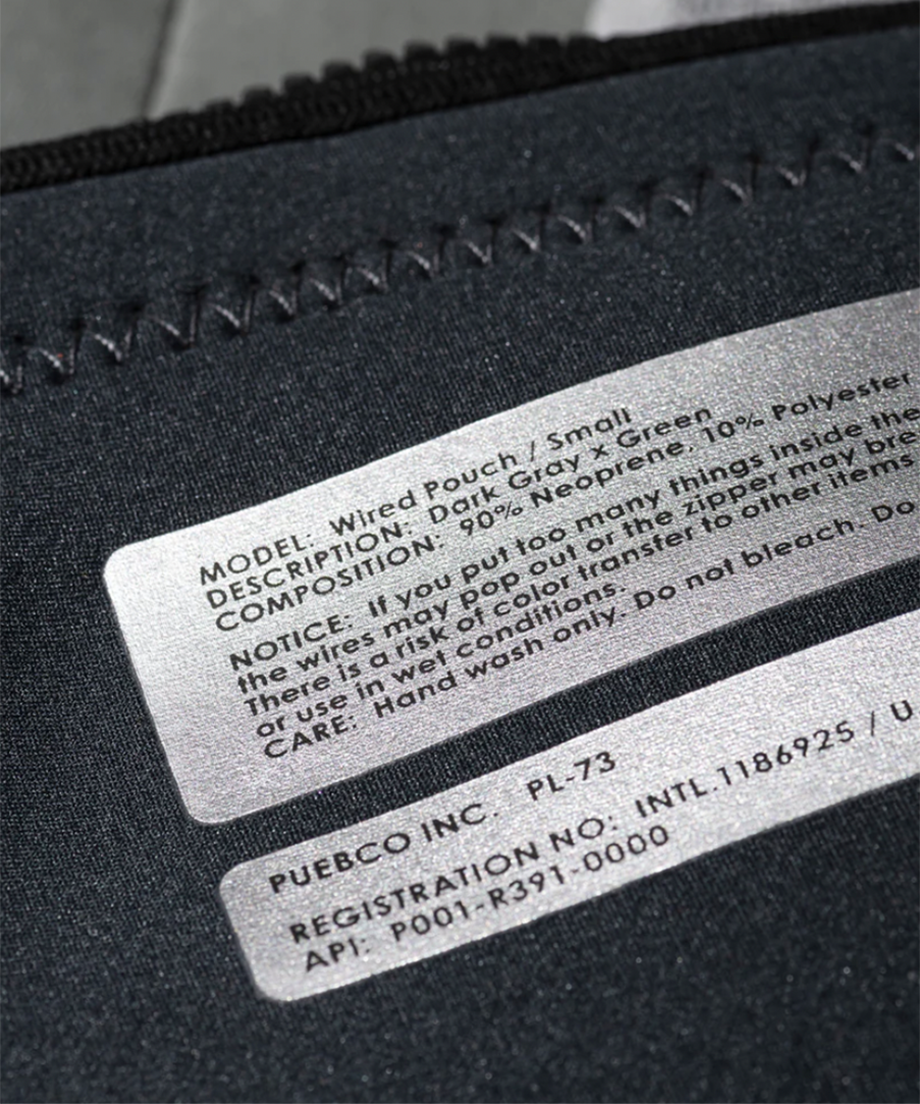 MODEL: Wired Pouch / Small
DESCRIPTION: Dark Gray x Green
COMPOSITION: 90% Neoprene, 10% Polyester
NOTICE: If you put too many things inside the
the wires may pop out or the zipper may bre
There is a risk of color transfer to other items
or use in wet conditions.
CARE: Hand wash only. Do not bleach. Do
PUEBCO INC. PL-73
REGISTRATION NO: INTL.1186925 / U
API: P001-R391-0000